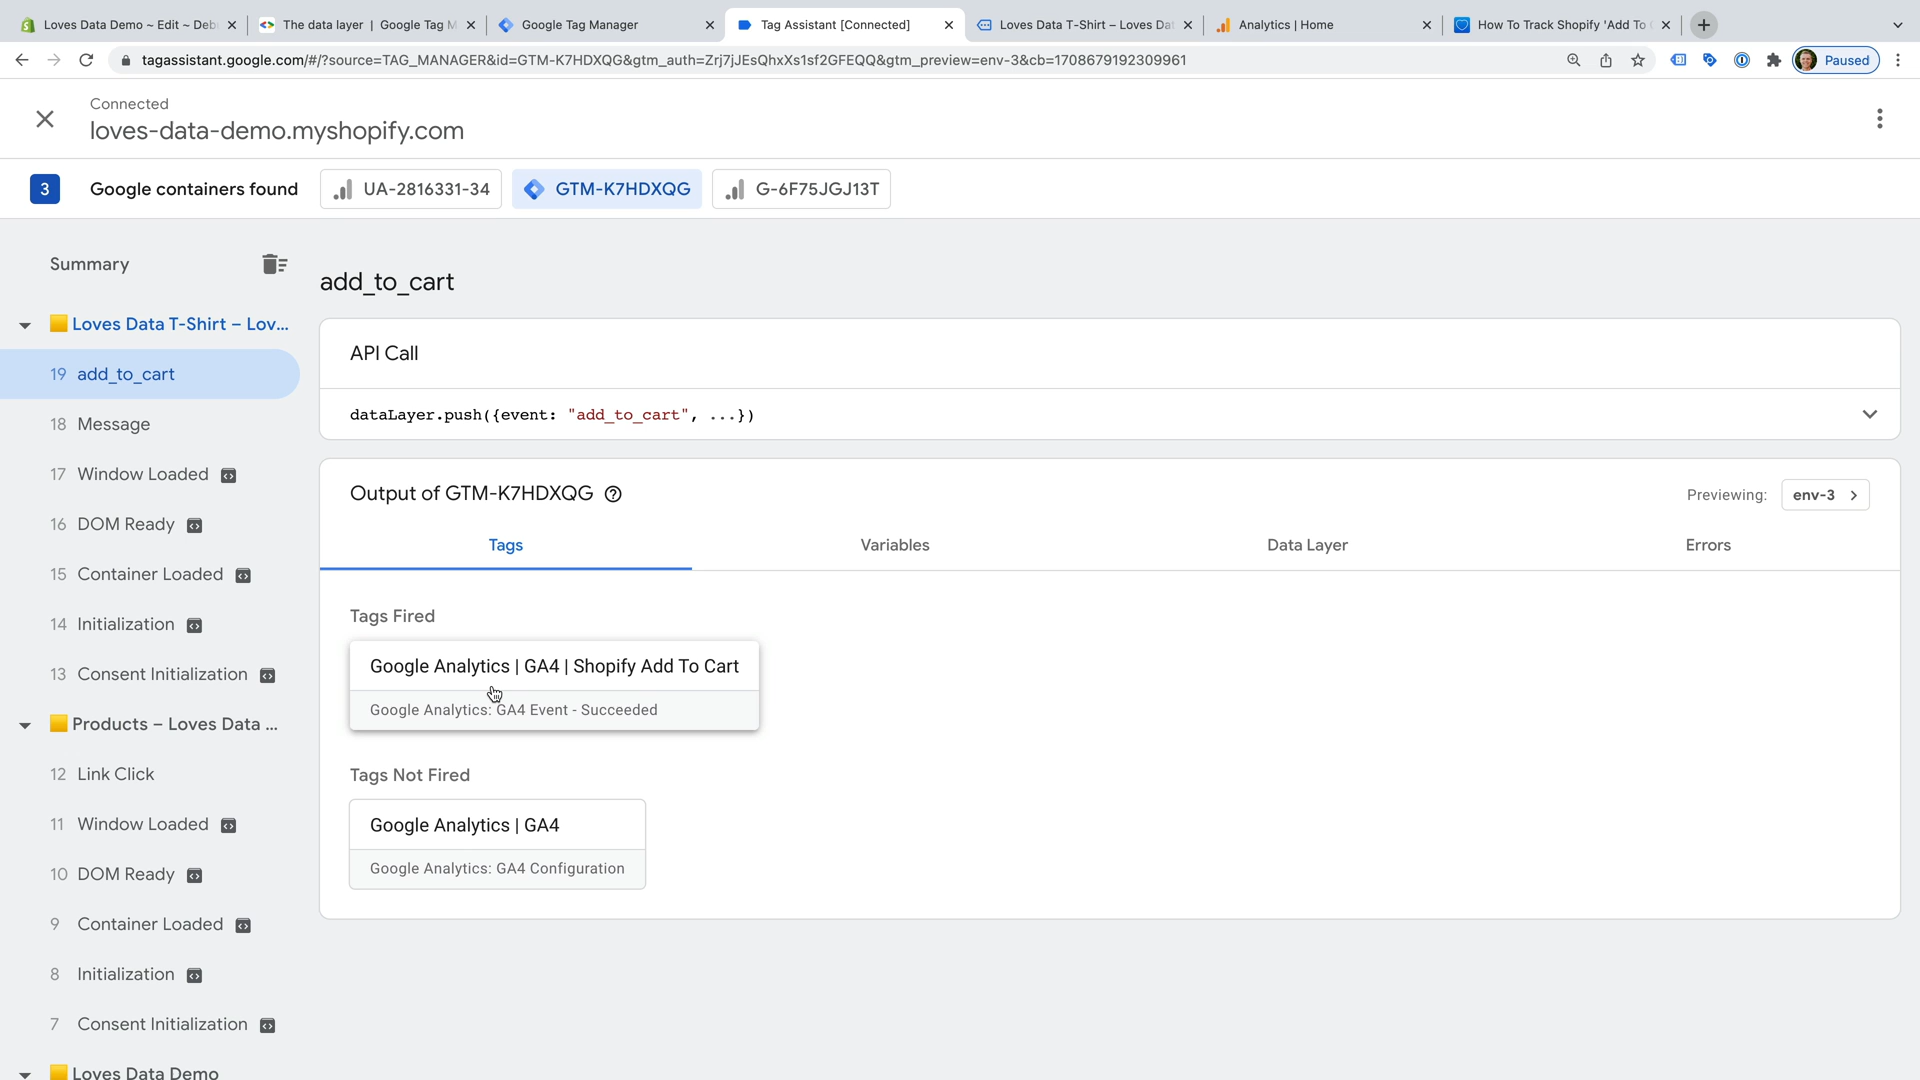 Loves Data Demo ~ Edit ~ Deb
The data layer | Google Tag M
Google Tag Manager
Tag Assistant [Connected]
Loves Data T-Shirt – Loves Dat
Analytics | Home
How To Track Shopify 'Add To C
tagassistant.google.com/#/?source=TAG_MANAGER&id=GTM-K7HDXQG&gtm_auth=Zrj7jJEsQhxXs1sf2GFEQQ&gtm_preview=env-3&cb=1708679192309961
Paused
Connected
loves-data-demo.myshopify.com
3
Google containers found
UA-2816331-34
GTM-K7HDXQG
G-6F75JGJ13T
Summary
Loves Data T-Shirt – Lov...
19 add_to_cart
18 Message
17 Window Loaded
16 DOM Ready
15 Container Loaded
14 Initialization
13 Consent Initialization
Products – Loves Data ...
12 Link Click
11 Window Loaded
10 DOM Ready
9 Container Loaded
8 Initialization
7 Consent Initialization
Loves Data Demo
add_to_cart
API Call
dataLayer.push({event: "add_to_cart", ...})
Output of GTM-K7HDXQG
Previewing: env-3
Tags
Variables
Data Layer
Errors
Tags Fired
Google Analytics | GA4 | Shopify Add To Cart
Google Analytics: GA4 Event - Succeeded
Tags Not Fired
Google Analytics | GA4
Google Analytics: GA4 Configuration